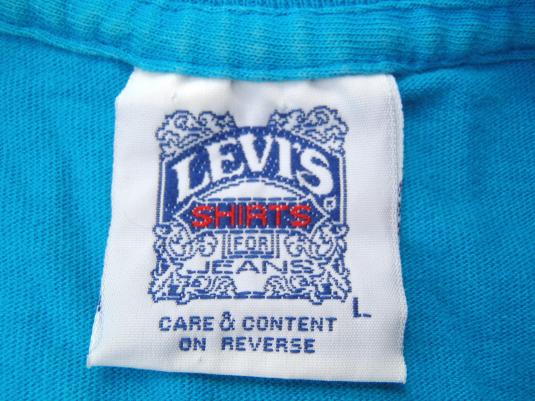 LEVI'S
®
SHIRTS
FOR
JEANS
L
CARE & CONTENT
ON REVERSE